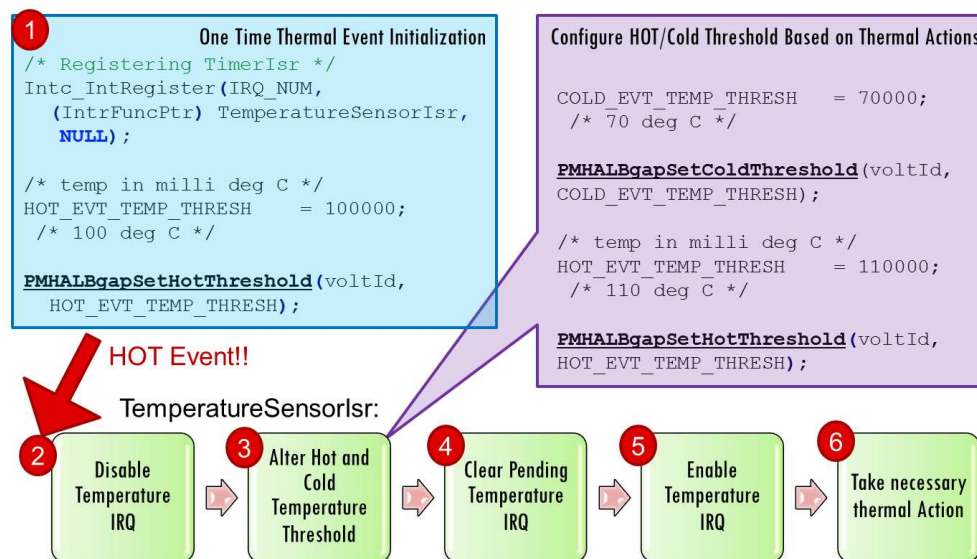 1
One Time Thermal Event Initialization
/* Registering TimerIsr */
Intc_IntRegister(IRQ_NUM,
(IntrFuncPtr) TemperatureSensorIsr,
NULL);
/* temp in milli deg C */
HOT_EVT_TEMP_THRESH = 100000;
/* 100 deg C */
PMHALBgapSetHotThreshold(voltId,
HOT_EVT_TEMP_THRESH);
Configure HOT/Cold Threshold Based on Thermal Actions
COLD_EVT_TEMP_THRESH = 70000;
/* 70 deg C */
PMHALBgapSetColdThreshold(voltId,
COLD_EVT_TEMP_THRESH);
/* temp in milli deg C */
HOT_EVT_TEMP_THRESH = 110000;
/* 110 deg C */
PMHALBgapSetHotThreshold(voltId,
HOT_EVT_TEMP_THRESH);
HOT Event!!
TemperatureSensorIsr:
2
Disable
Temperature
IRQ
3
Alter Hot and
Cold
Temperature
Threshold
4
Clear Pending
Temperature
IRQ
5
Enable
Temperature
IRQ
6
Take necessary
thermal Action